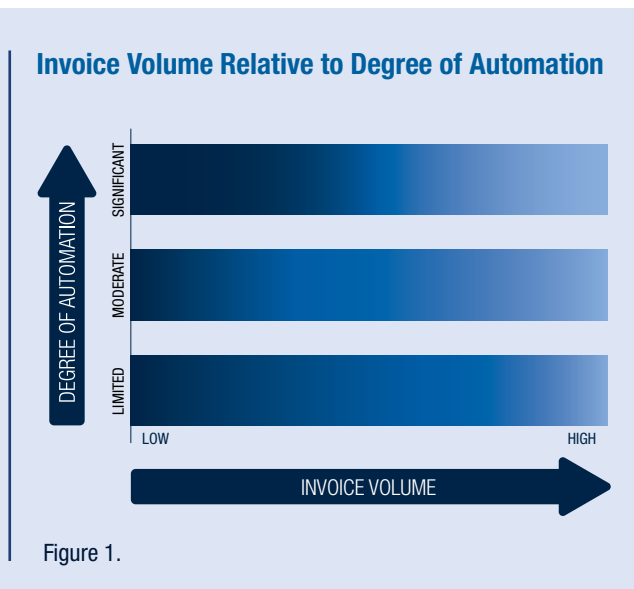 Invoice Volume Relative to Degree of Automation
DEGREE OF AUTOMATION
SIGNIFICANT
MODERATE
LIMITED
LOW
HIGH
INVOICE VOLUME
Figure 1.